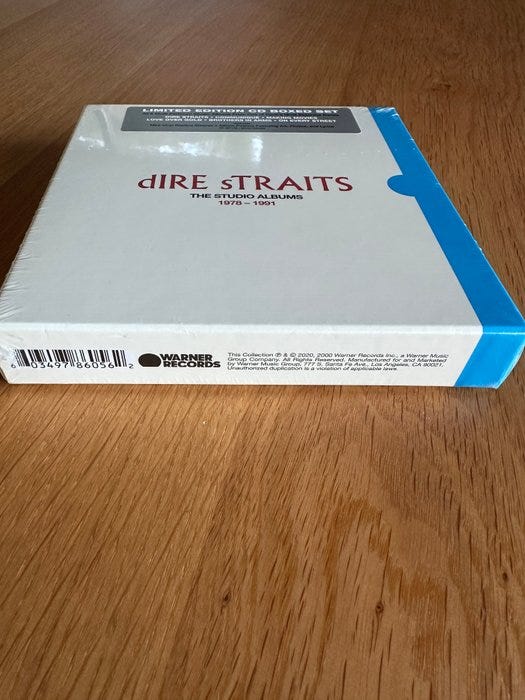 LIMITED EDITION CD BOXED SET
DIRE STRAITS • COMMUNIQUÉ • MAKING MOVIES
LOVE OVER GOLD • BROTHERS IN ARMS • ON EVERY STREET
dIRE sTRAITS
THE STUDIO ALBUMS
1978 – 1991
6 03497 86056 2
WARNER
RECORDS
This Collection ℗ & © 2020, 2000 Warner Records Inc., a Warner Music
Group Company. All Rights Reserved. Manufactured for and Marketed
by Warner Music Group, 777 S. Santa Fe Ave., Los Angeles, CA 90021.
Unauthorized duplication is a violation of applicable laws.